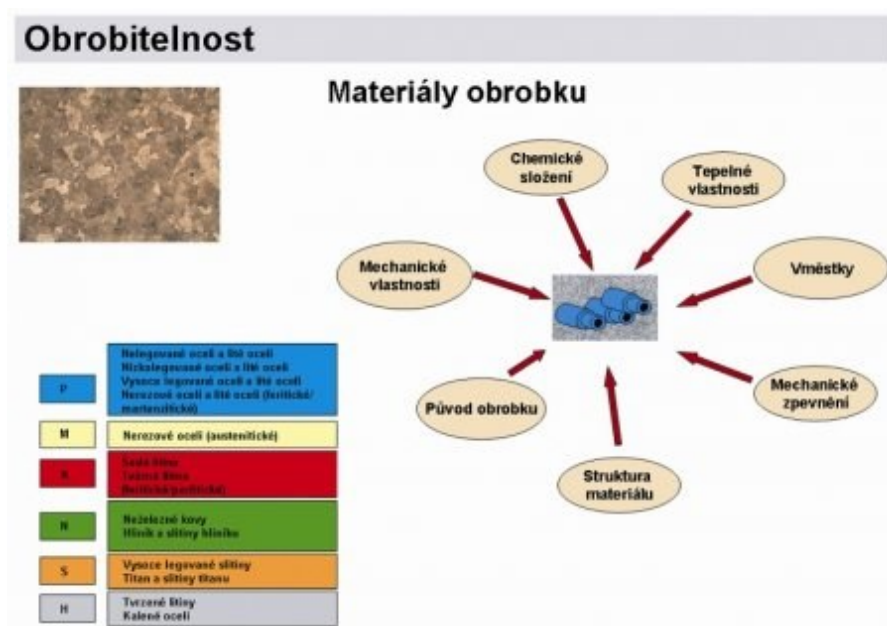 Obrobitelnost
Materiály obrobku
Chemické
složení
Tepelné
vlastnosti
Mechanické
vlastnosti
Vměstky
Původ obrobku
Mechanické
zpevnění
Struktura
materiálu
P
Nelegované oceli a lité oceli
Nízkolegované oceli a lité oceli
Vysoce legované oceli a lité oceli
Nerezové oceli a lité oceli (feritické/
martenzitické)
M
Nerezové oceli (austenitické)
K
Šedá litina
Tvárná litina
(feritická/perlitická)
N
Neželezné kovy
Hliník a slitiny hliníku
S
Vysoce legované slitiny
Titan a slitiny titanu
H
Tvrzené litiny
Kalené oceli